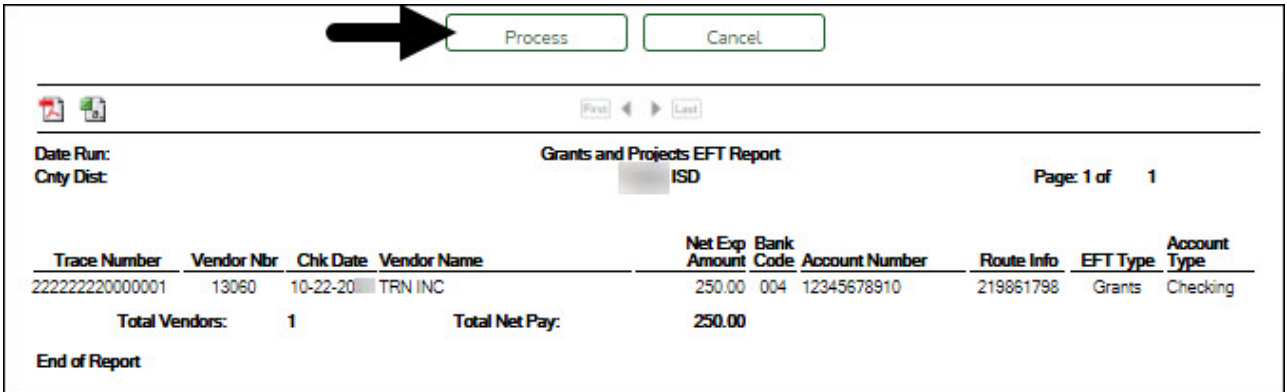 Process Cancel
First Last
Date Run: Grants and Projects EFT Report
Cnty Dist: ISD Page: 1 of 1
Net Exp Bank Account
Trace Number Vendor Nbr Chk Date Vendor Name Amount Code Account Number Route Info EFT Type Type
222222220000001 13060 10-22-20 TRN INC 250.00 004 12345678910 219861798 Grants Checking
Total Vendors: 1 Total Net Pay: 250.00
End of Report